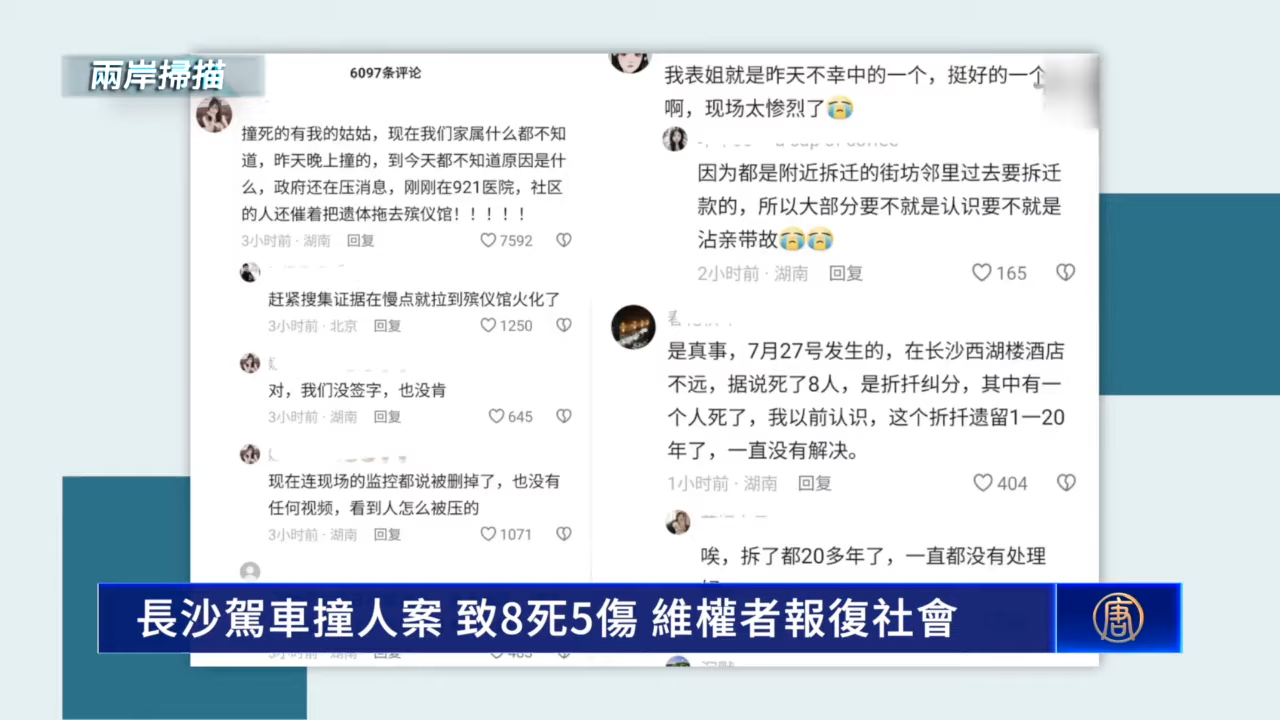 兩岸掃描
6097条评论
撞死的有我的姑姑，现在我们家属什么都不知
道，昨天晚上撞的，到今天都不知道原因是什
么，政府还在压消息，刚刚在921医院，社区
的人还催着把遗体拖去殡仪馆！！！！！
3小时前·湖南 回复 7592
赶紧搜集证据在慢点就拉到殡仪馆火化了
3小时前·北京 回复 1250
对，我们没签字，也没肯
3小时前·湖南 回复 645
现在连现场的监控都说被删掉了，也没有
任何视频，看到人怎么被压的
3小时前·湖南 回复 1071
我表姐就是昨天不幸中的一个，挺好的一个
啊，现场太惨烈了😭
因为都是附近拆迁的街坊邻里过去要拆迁
款的，所以大部分要不就是认识要不就是
沾亲带故😭😭
2小时前·湖南 回复 165
是真事，7月27号发生的，在长沙西湖楼酒店
不远，据说死了8人，是折扦纠分，其中有一
个人死了，我以前认识，这个折扦遗留1一20
年了，一直没有解决。
1小时前·湖南 回复 404
唉，拆了都20多年了，一直都没有处理
長沙駕車撞人案 致8死5傷 維權者報復社會
唐